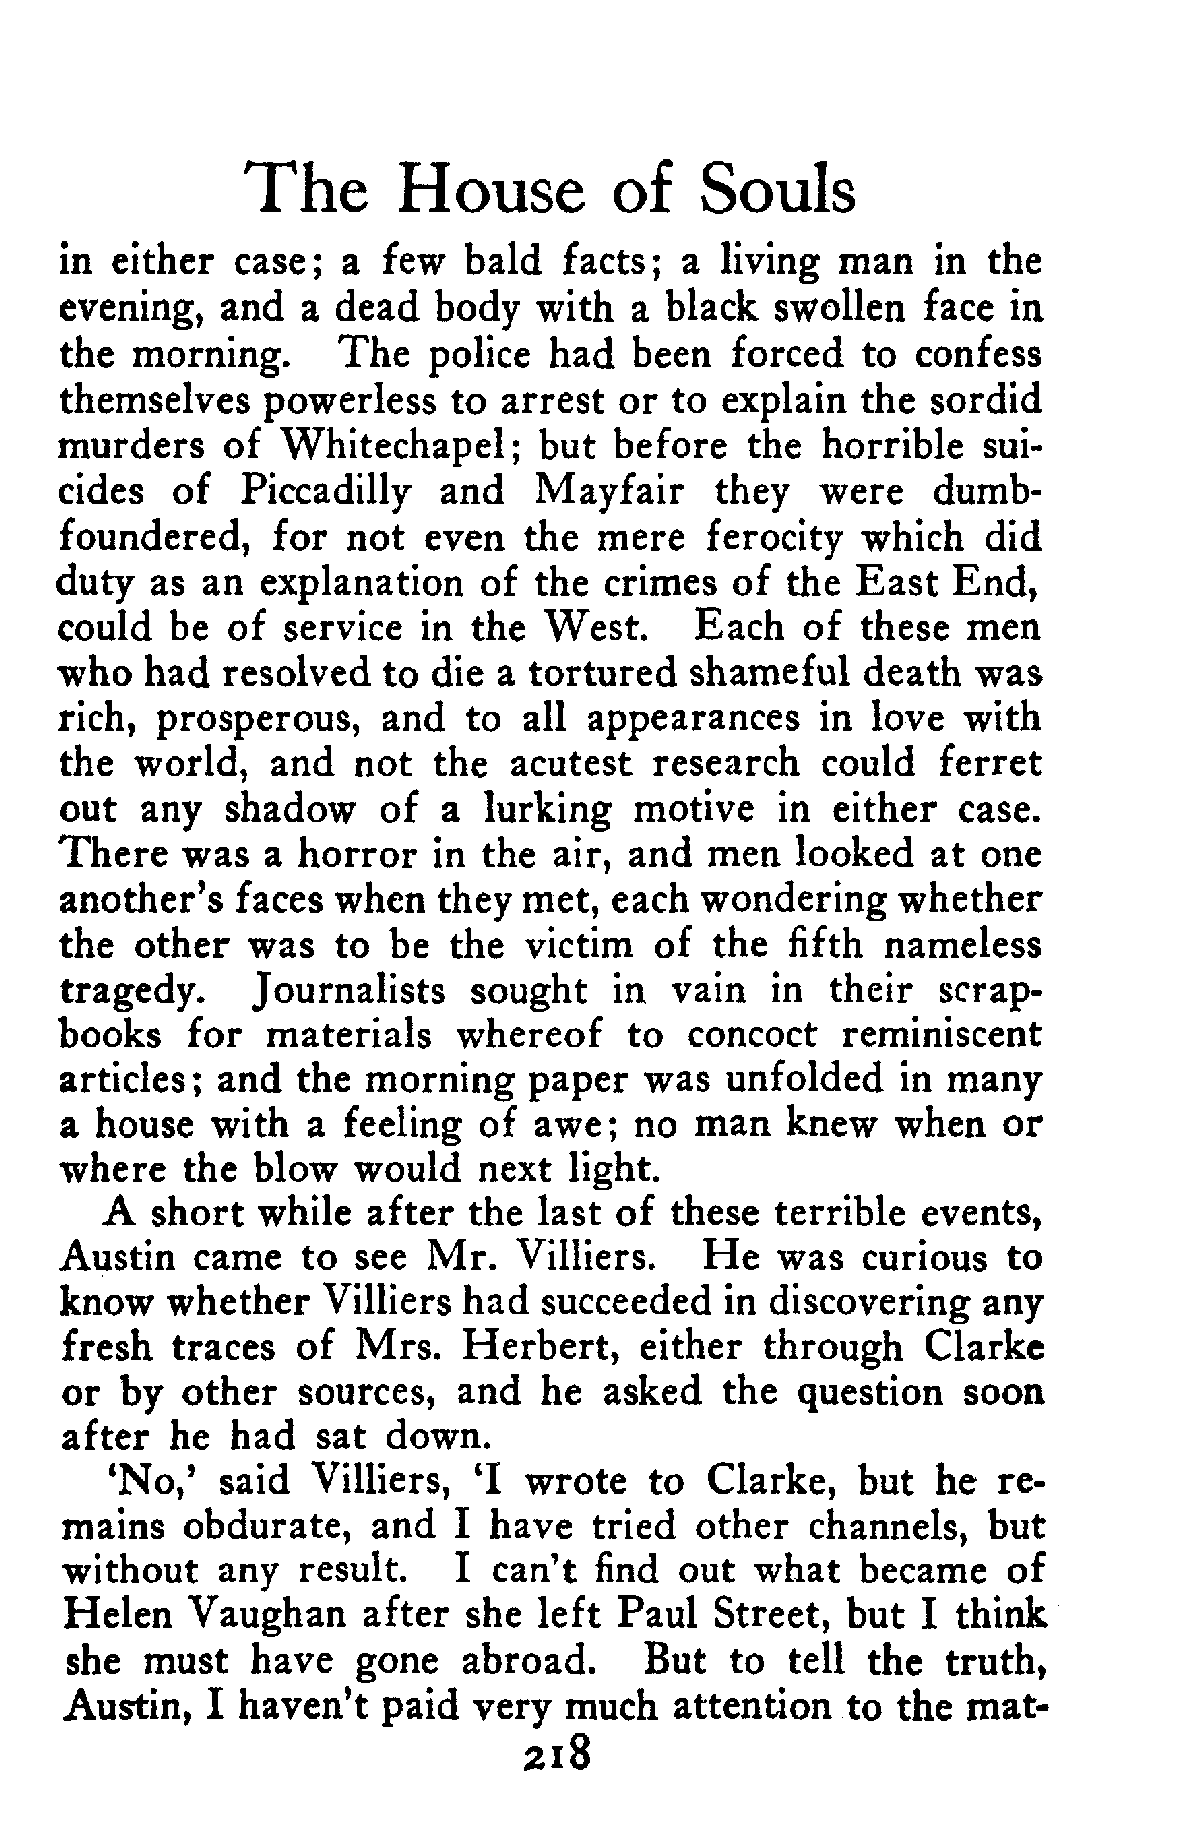 The House of Souls
in either case; a few bald facts; a living man in the
evening, and a dead body with a black swollen face in
the morning. The police had been forced to confess
themselves powerless to arrest or to explain the sordid
murders of Whitechapel; but before the horrible sui-
cides of Piccadilly and Mayfair they were dumb-
foundered, for not even the mere ferocity which did
duty as an explanation of the crimes of the East End,
could be of service in the West. Each of these men
who had resolved to die a tortured shameful death was
rich, prosperous, and to all appearances in love with
the world, and not the acutest research could ferret
out any shadow of a lurking motive in either case.
There was a horror in the air, and men looked at one
another's faces when they met, each wondering whether
the other was to be the victim of the fifth nameless
tragedy. Journalists sought in vain in their scrap-
books for materials whereof to concoct reminiscent
articles; and the morning paper was unfolded in many
a house with a feeling of awe; no man knew when or
where the blow would next light.
A short while after the last of these terrible events,
Austin came to see Mr. Villiers. He was curious to
know whether Villiers had succeeded in discovering any
fresh traces of Mrs. Herbert, either through Clarke
or by other sources, and he asked the question soon
after he had sat down.
‘No,’ said Villiers, ‘I wrote to Clarke, but he re-
mains obdurate, and I have tried other channels, but
without any result. I can't find out what became of
Helen Vaughan after she left Paul Street, but I think
she must have gone abroad. But to tell the truth,
Austin, I haven't paid very much attention to the mat-
218